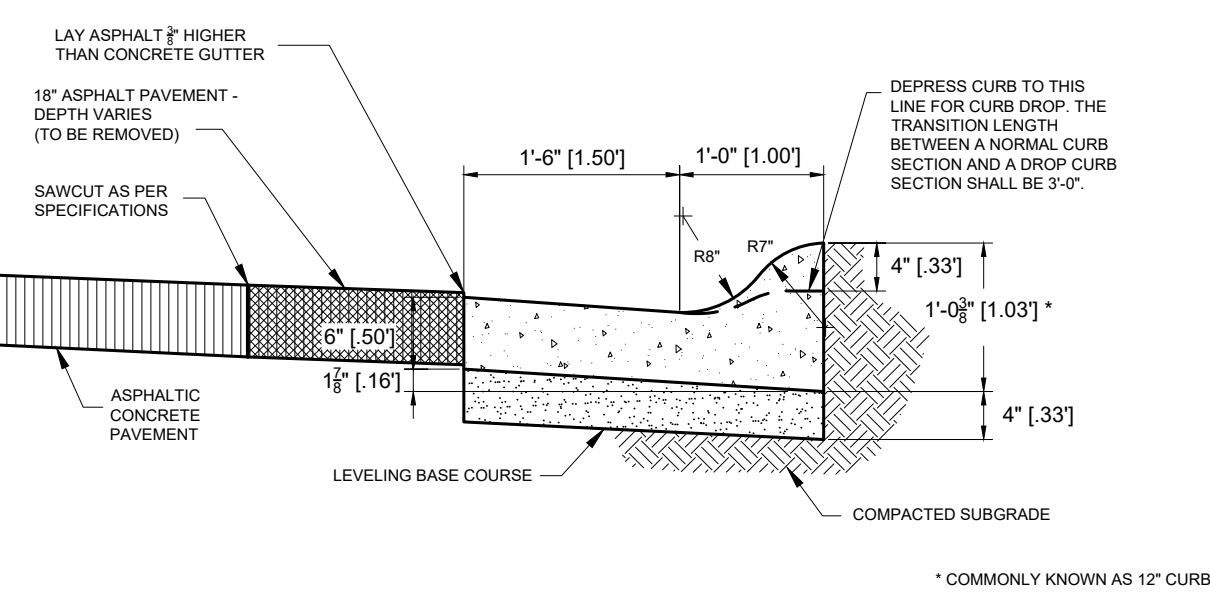 LAY ASPHALT 3/8" HIGHER
THAN CONCRETE GUTTER
18" ASPHALT PAVEMENT -
DEPTH VARIES
(TO BE REMOVED)
SAWCUT AS PER
SPECIFICATIONS
1'-6" [1.50']
1'-0" [1.00']
DEPRESS CURB TO THIS
LINE FOR CURB DROP. THE
TRANSITION LENGTH
BETWEEN A NORMAL CURB
SECTION AND A DROP CURB
SECTION SHALL BE 3'-0".
R8"
R7"
4" [.33']
1'-0 3/8" [1.03'] *
6" [.50']
1 7/8" [.16']
4" [.33']
ASPHALTIC
CONCRETE
PAVEMENT
LEVELING BASE COURSE
COMPACTED SUBGRADE
* COMMONLY KNOWN AS 12" CURB